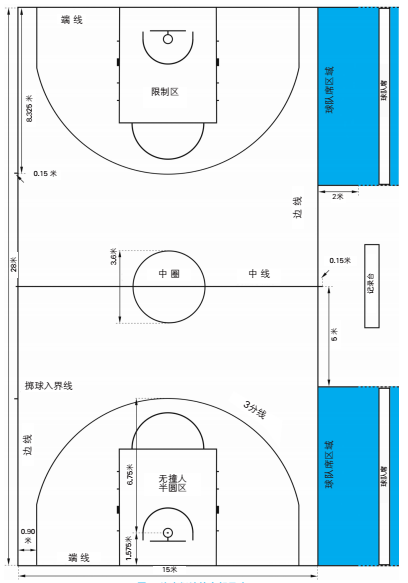 端线
限制区
球队席区域
球队席
8.325 米
0.15 米
边线
2米
28米
3.6米
中圈
中线
0.15米
记录台
5 米
掷球入界线
3分线
边线
6.75米
无撞人
半圆区
球队席区域
球队席
0.90
米
1.575米
端线
15米